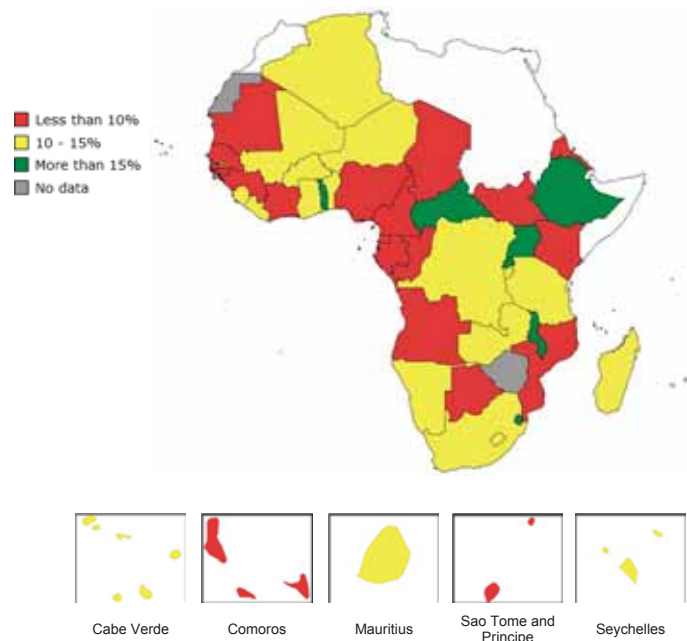 Less than 10%
10 - 15%
More than 15%
No data
Cabe Verde
Comoros
Mauritius
Sao Tome and
Principe
Seychelles